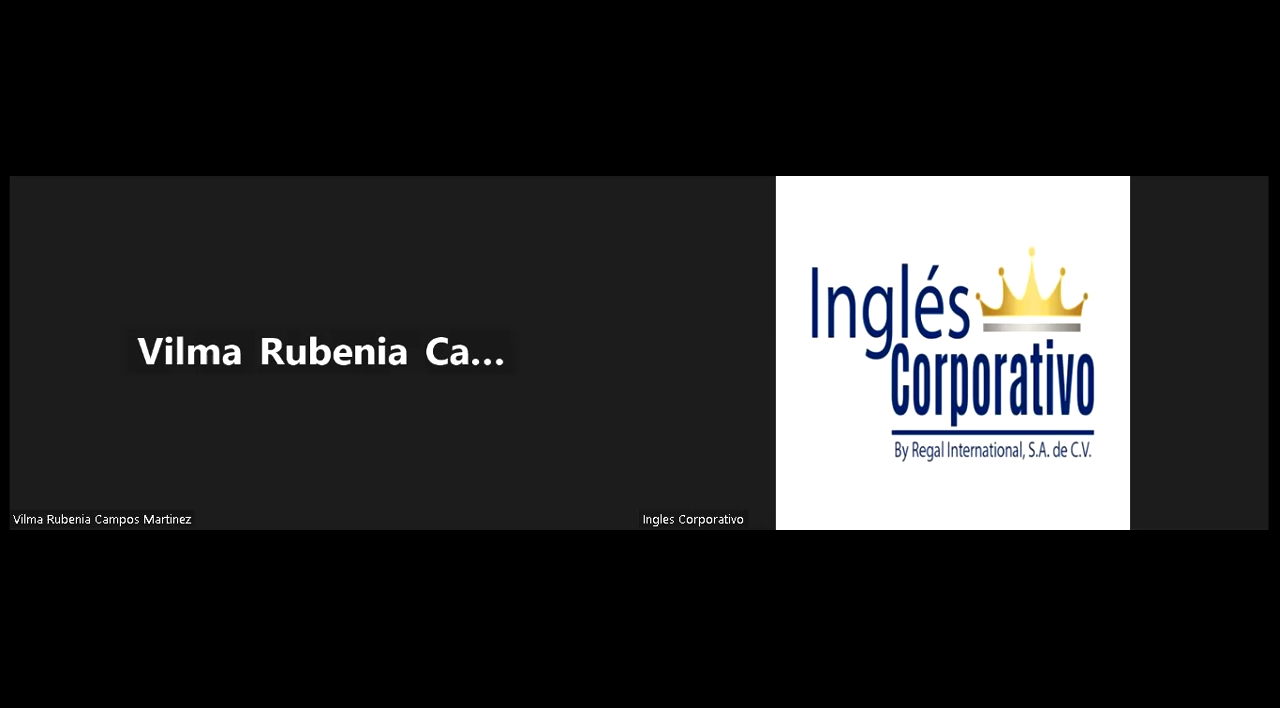 Vilma Rubenia Ca...
Vilma Rubenia Campos Martinez
Inglés
Corporativo
By Regal International, S.A. de C.V.
Ingles Corporativo